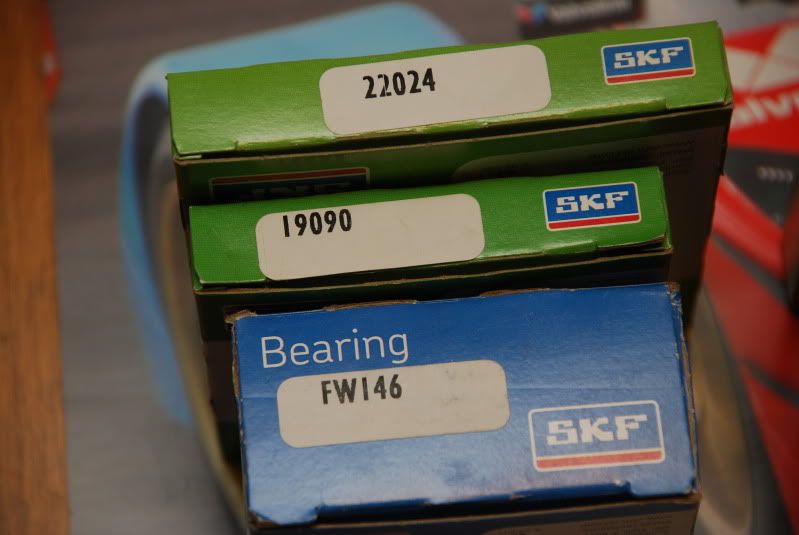 22024
SKF
19090
SKF
Bearing
FW146
SKF